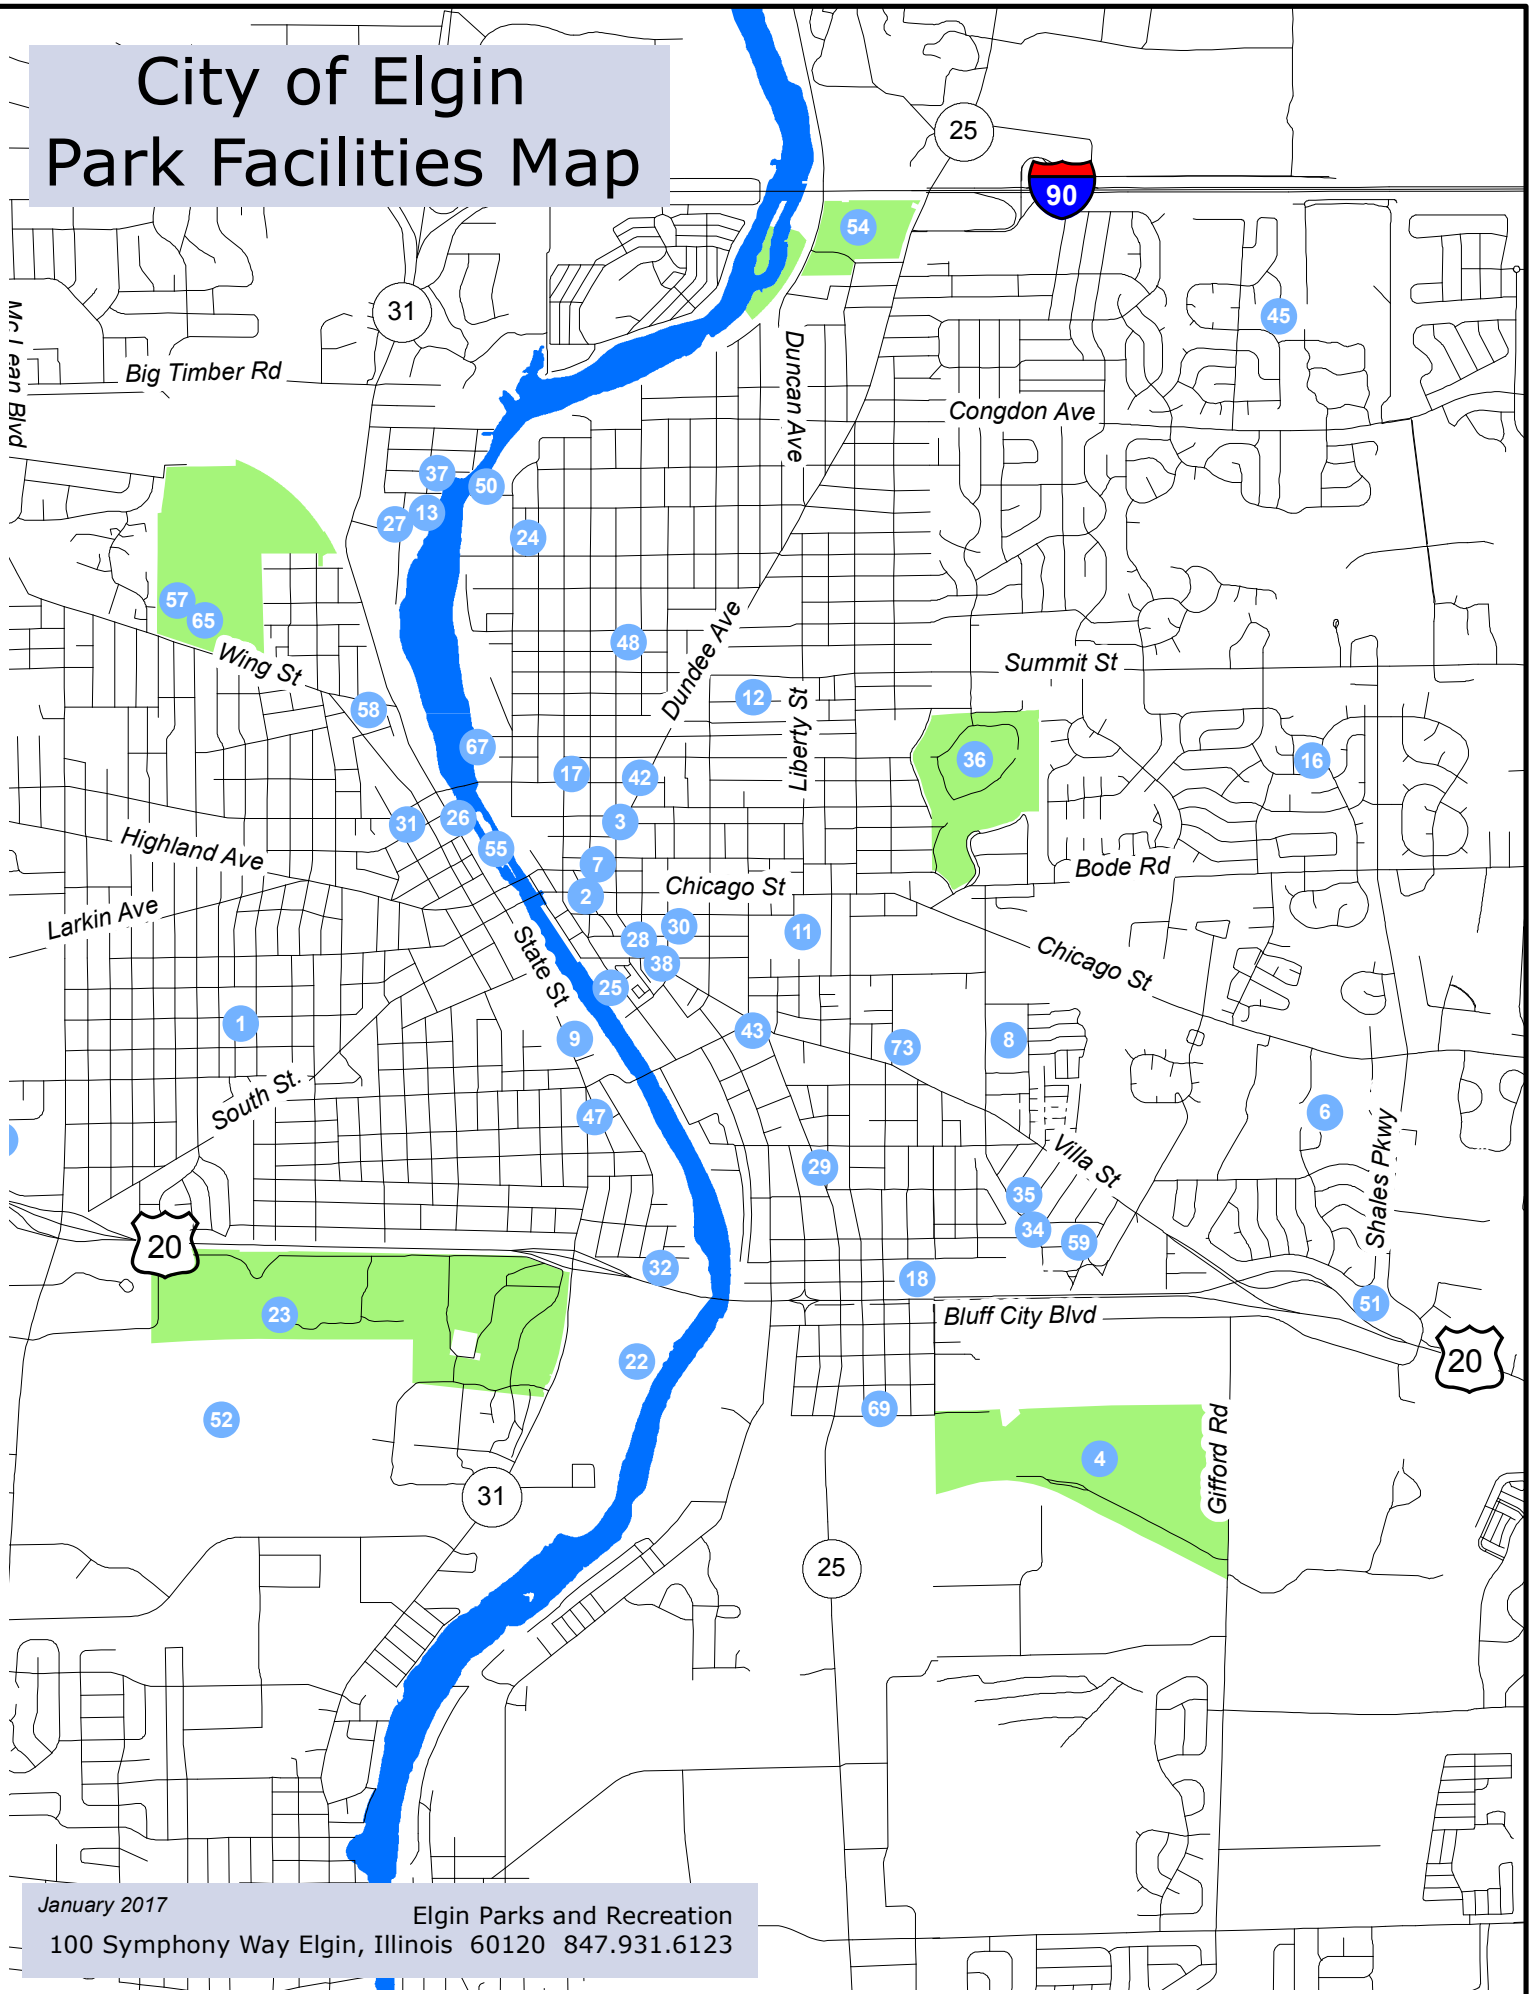 City of Elgin
Park Facilities Map
25
90
54
31
45
Mc Lean Blvd
Big Timber Rd
Duncan Ave
Congdon Ave
37
50
13
27
24
57
65
48
Dundee Ave
Wing St
Summit St
12
Liberty St
58
67
17
42
36
16
31
26
3
55
Highland Ave
7
Bode Rd
Chicago St
2
Larkin Ave
30
28
11
State St
38
Chicago St
25
1
9
43
73
8
South St.
47
6
Shales Pkwy
Villa St
29
35
34
59
20
32
18
51
23
Bluff City Blvd
22
20
52
69
Gifford Rd
4
31
25
January 2017
Elgin Parks and Recreation
100 Symphony Way Elgin, Illinois 60120 847.931.6123